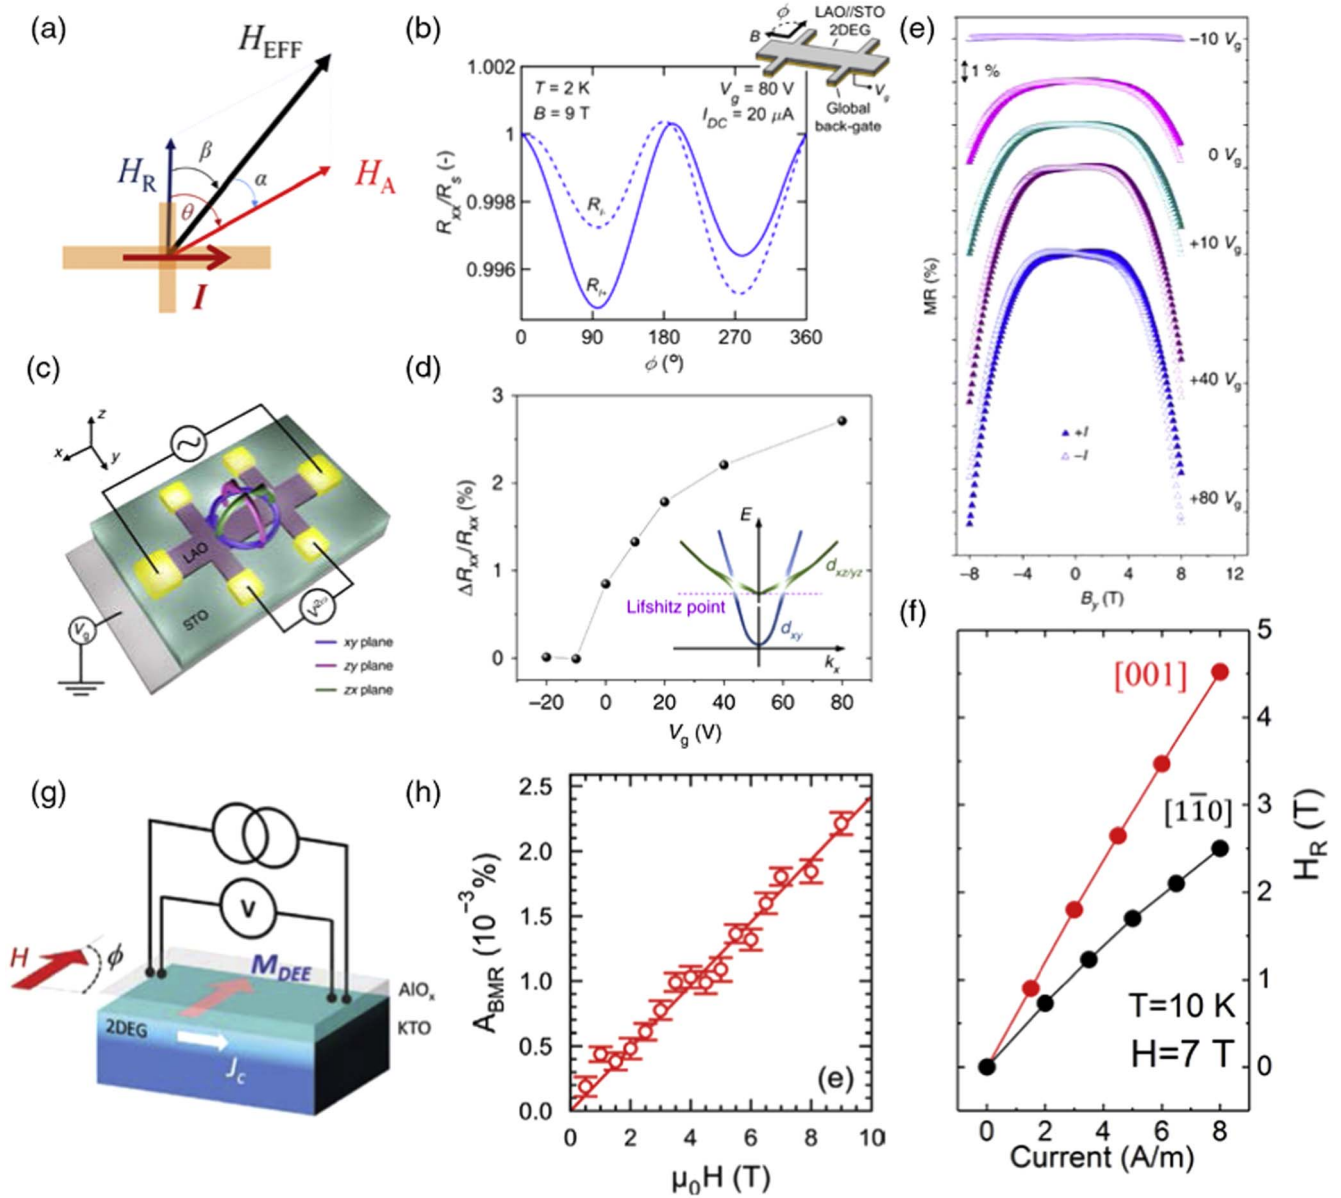 (a)
H_EFF
H_R
β
α
θ
H_A
I
(b)
ϕ
LAO//STO
B
2DEG
V_g
Global
back-gate
T = 2 K
V_g = 80 V
B = 9 T
I_DC = 20 μA
R_xx/R_s (-)
1.002
1
0.998
0.996
R_I-
R_I+
0 90 180 270 360
ϕ (°)
(c)
z
x
y
LAO
STO
V^2ω
V_g
xy plane
zy plane
zx plane
(d)
ΔR_xx/R_xx (%)
3
2
1
0
E
d_xz/yz
Lifshitz point
d_xy
k_x
−20 0 20 40 60 80
V_g (V)
(e)
−10 V_g
1 %
0 V_g
+10 V_g
+40 V_g
+80 V_g
MR (%)
+I
−I
−8 −4 0 4 8 12
B_y (T)
(f)
[001]
[11̄0]
T=10 K
H=7 T
5
4
3
2
1
0
H_R (T)
0 2 4 6 8
Current (A/m)
(g)
V
H
ϕ
M_DEE
AlO_x
KTO
2DEG
J_c
(h)
A_BMR (10^−3 %)
2.5
2.0
1.5
1.0
0.5
0.0
(e)
0 2 4 6 8 10
μ₀H (T)